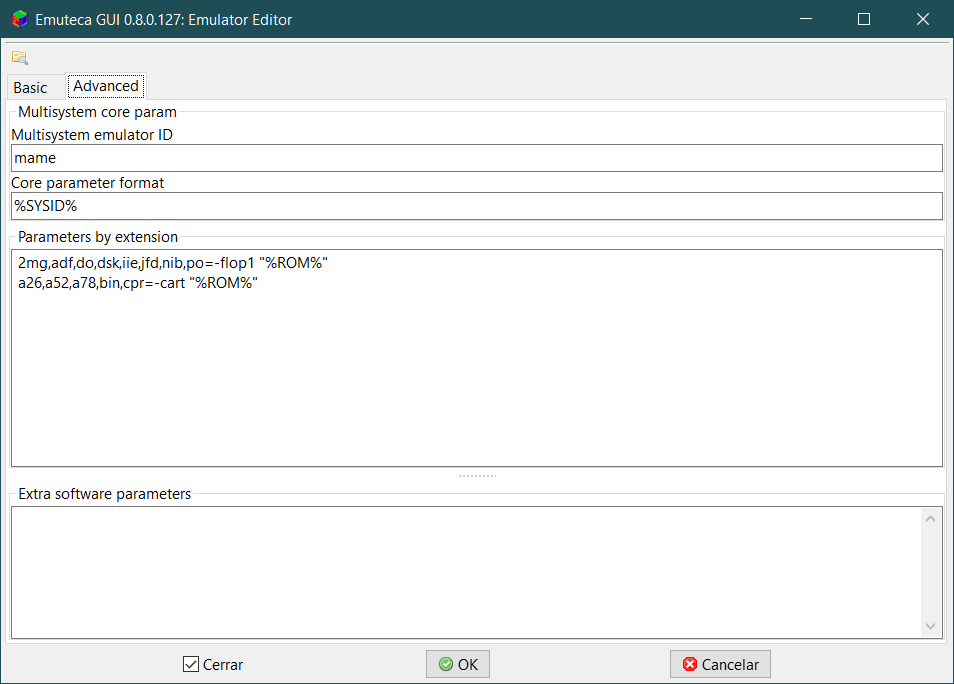 Emuteca GUI 0.8.0.127: Emulator Editor
Basic
Advanced
Multisystem core param
Multisystem emulator ID
mame
Core parameter format
%SYSID%
Parameters by extension
2mg,adf,do,dsk,iie,jfd,nib,po=-flop1 "%ROM%"
a26,a52,a78,bin,cpr=-cart "%ROM%"
Extra software parameters
Cerrar
OK
Cancelar